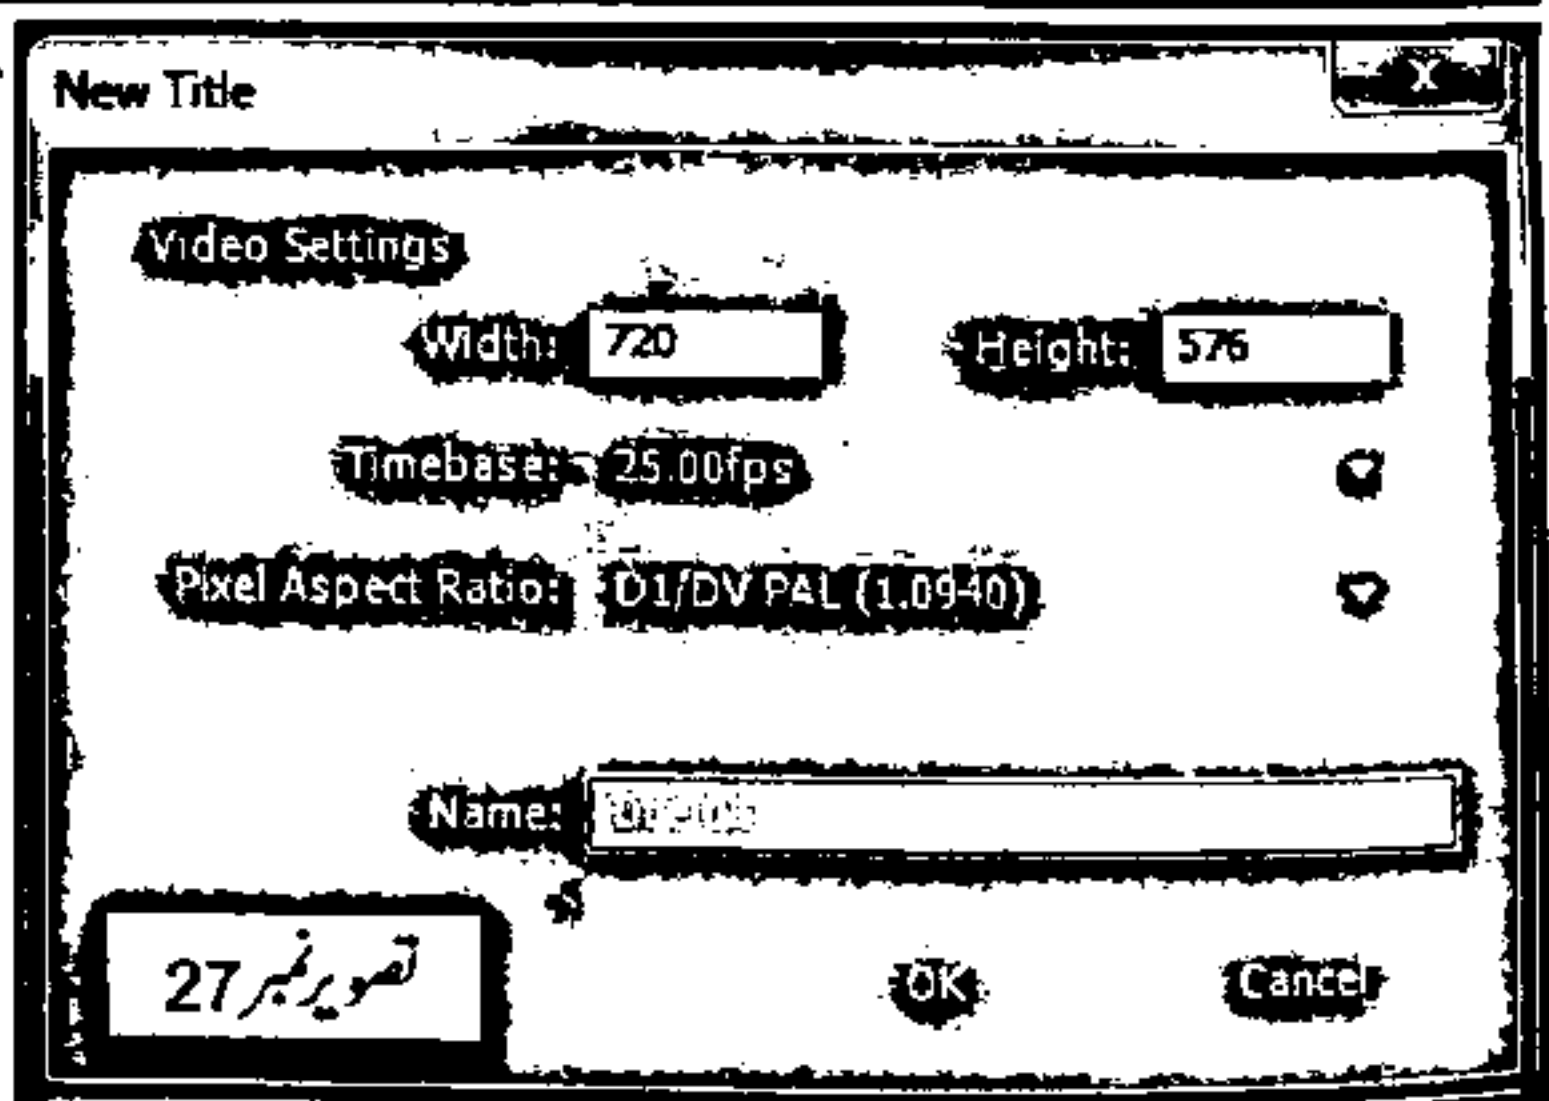 New Title
X
Video Settings
Width: 720 Height: 576
Timebase: 25.00fps
Pixel Aspect Ratio: D1/DV PAL (1.0940)
Name:
تصویر نمبر 27
OK Cancel